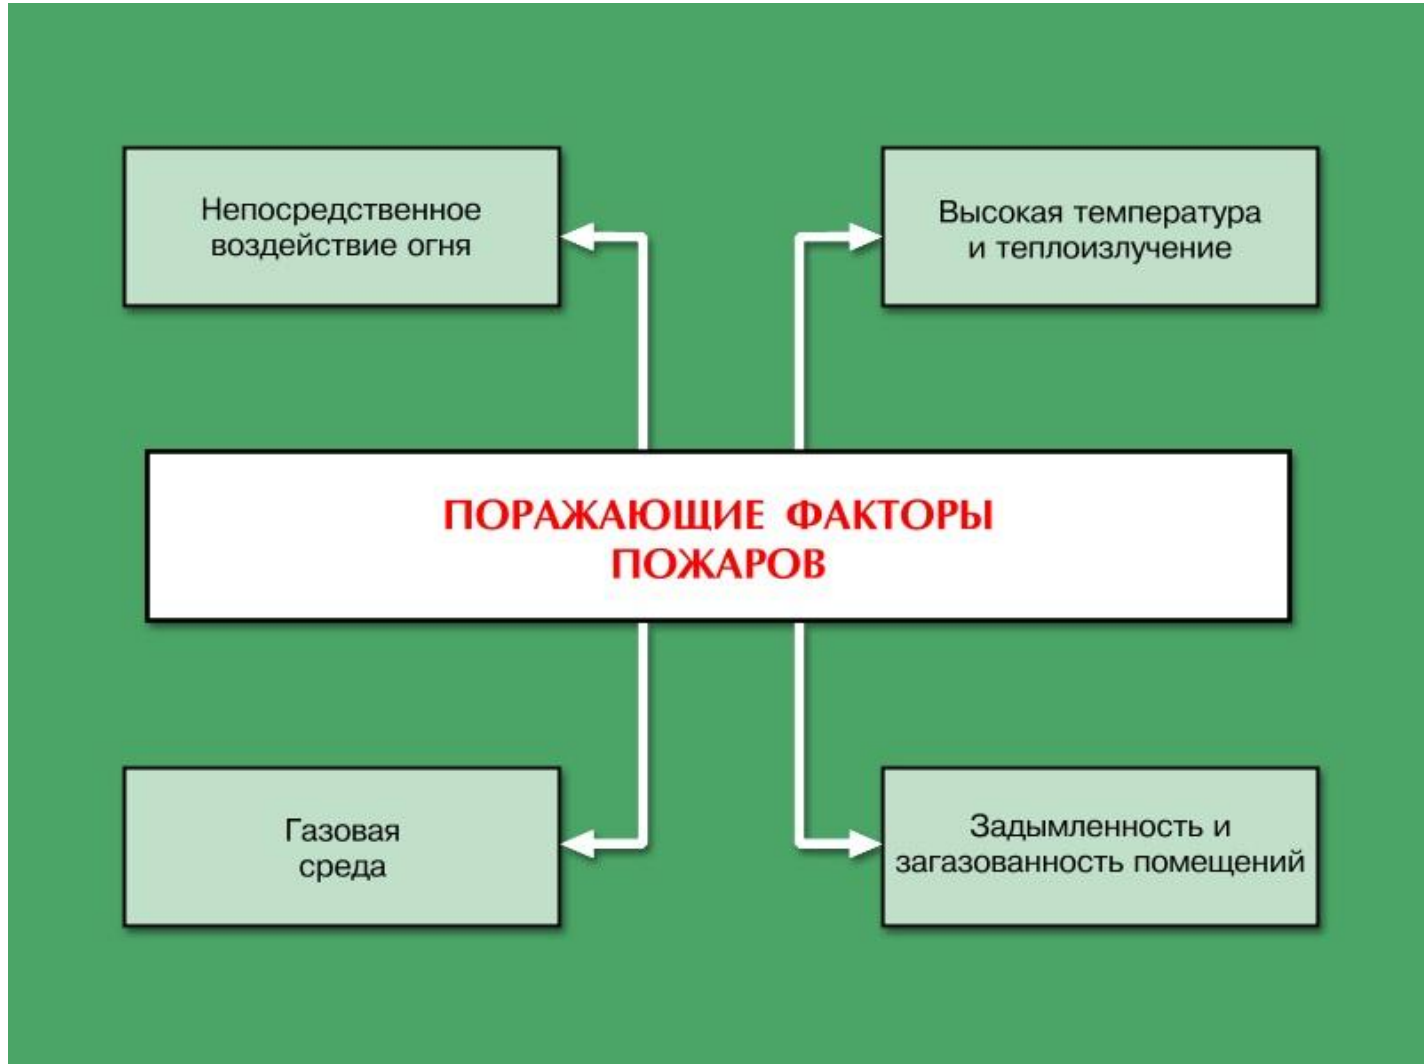 Непосредственное
воздействие огня
Высокая температура
и теплоизлучение
ПОРАЖАЮЩИЕ ФАКТОРЫ
ПОЖАРОВ
Газовая
среда
Задымленность и
загазованность помещений